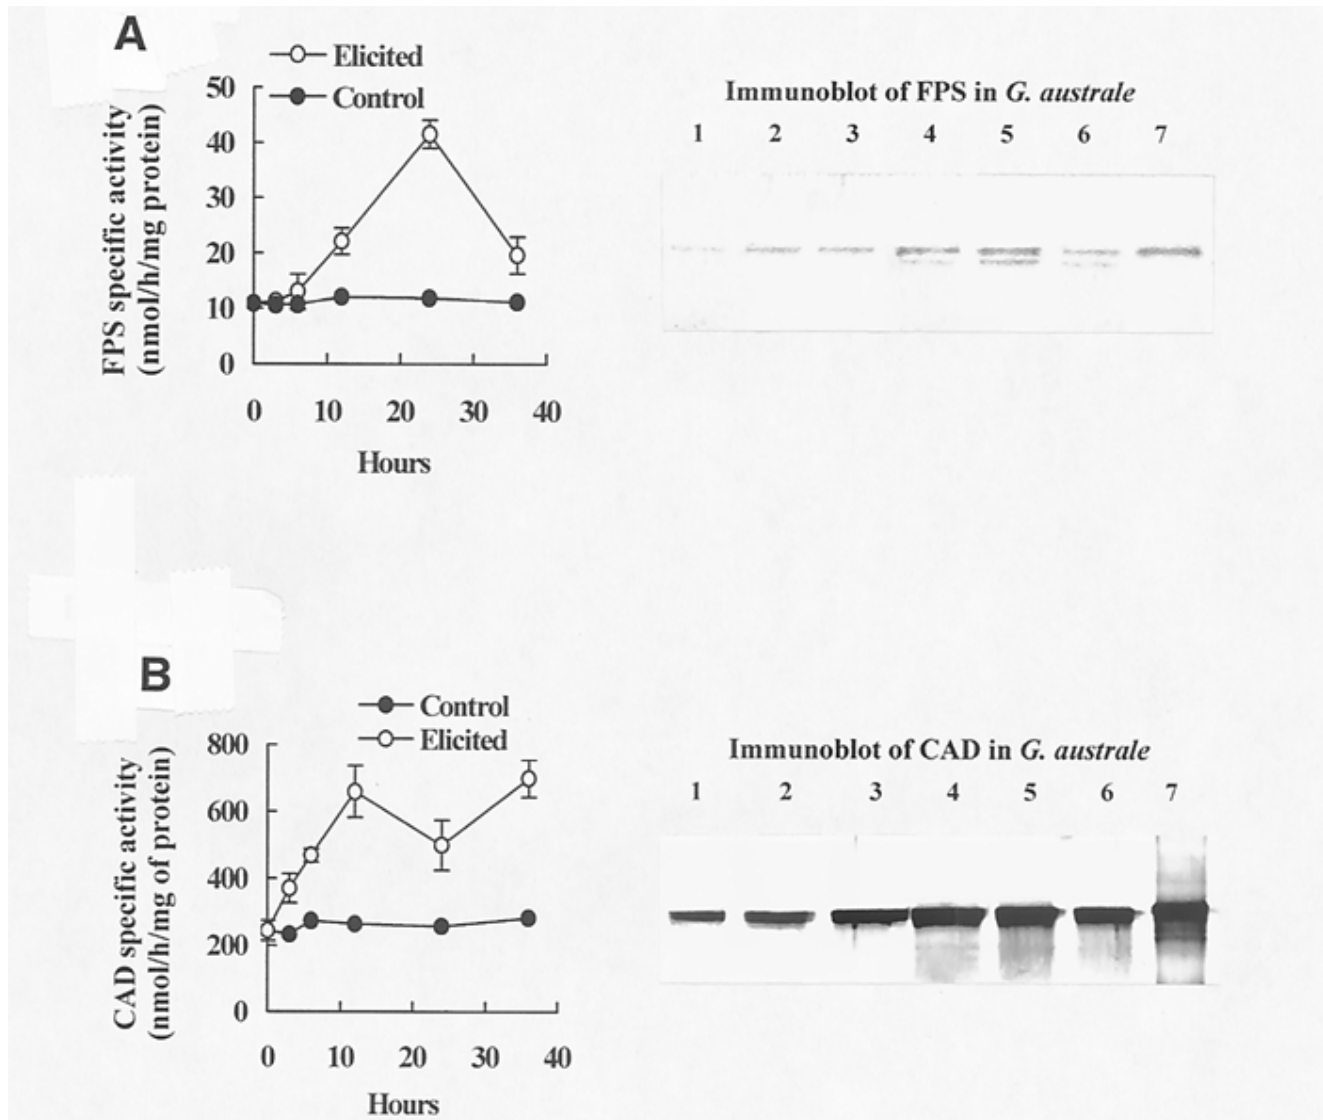 A
Elicited
Control
50
40
30
20
10
0
FPS specific activity
(nmol/h/mg protein)
0 10 20 30 40
Hours
Immunoblot of FPS in G. australe
1 2 3 4 5 6 7
B
Control
Elicited
800
600
400
200
0
CAD specific activity
(nmol/h/mg of protein)
0 10 20 30 40
Hours
Immunoblot of CAD in G. australe
1 2 3 4 5 6 7